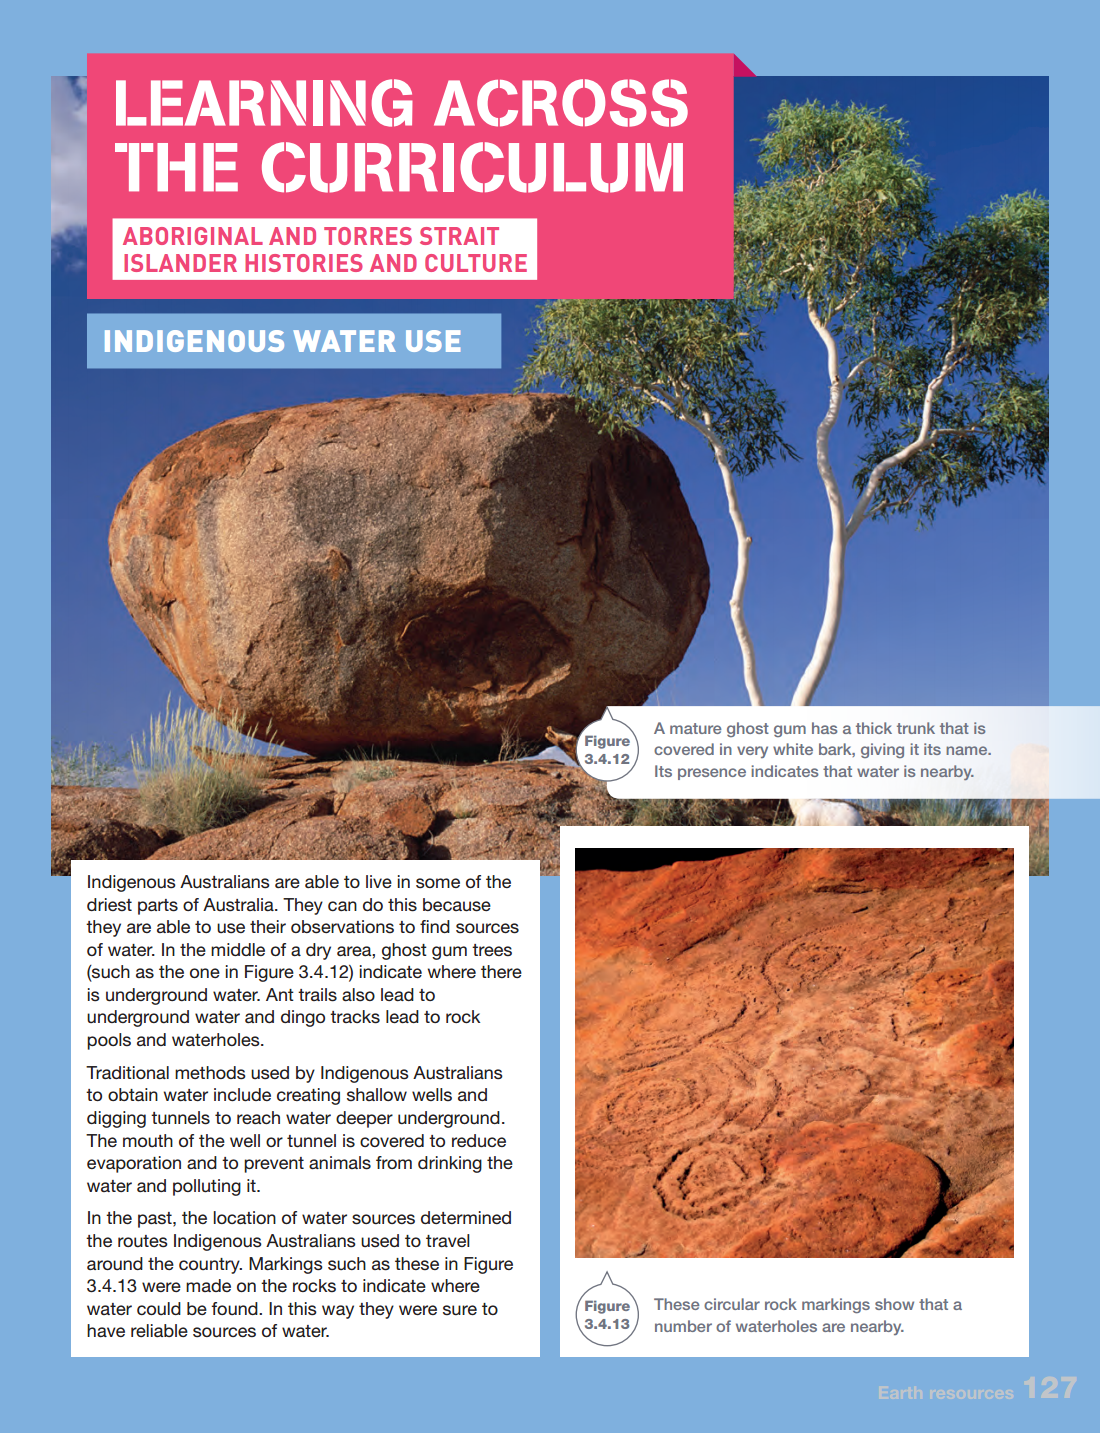 LEARNING ACROSS
THE CURRICULUM
ABORIGINAL AND TORRES STRAIT
ISLANDER HISTORIES AND CULTURE
INDIGENOUS WATER USE
Figure
3.4.12
A mature ghost gum has a thick trunk that is
covered in very white bark, giving it its name.
Its presence indicates that water is nearby.
Indigenous Australians are able to live in some of the
driest parts of Australia. They can do this because
they are able to use their observations to find sources
of water. In the middle of a dry area, ghost gum trees
(such as the one in Figure 3.4.12) indicate where there
is underground water. Ant trails also lead to
underground water and dingo tracks lead to rock
pools and waterholes.
Traditional methods used by Indigenous Australians
to obtain water include creating shallow wells and
digging tunnels to reach water deeper underground.
The mouth of the well or tunnel is covered to reduce
evaporation and to prevent animals from drinking the
water and polluting it.
In the past, the location of water sources determined
the routes Indigenous Australians used to travel
around the country. Markings such as these in Figure
3.4.13 were made on the rocks to indicate where
water could be found. In this way they were sure to
have reliable sources of water.
Figure
3.4.13
These circular rock markings show that a
number of waterholes are nearby.
Earth resources 127